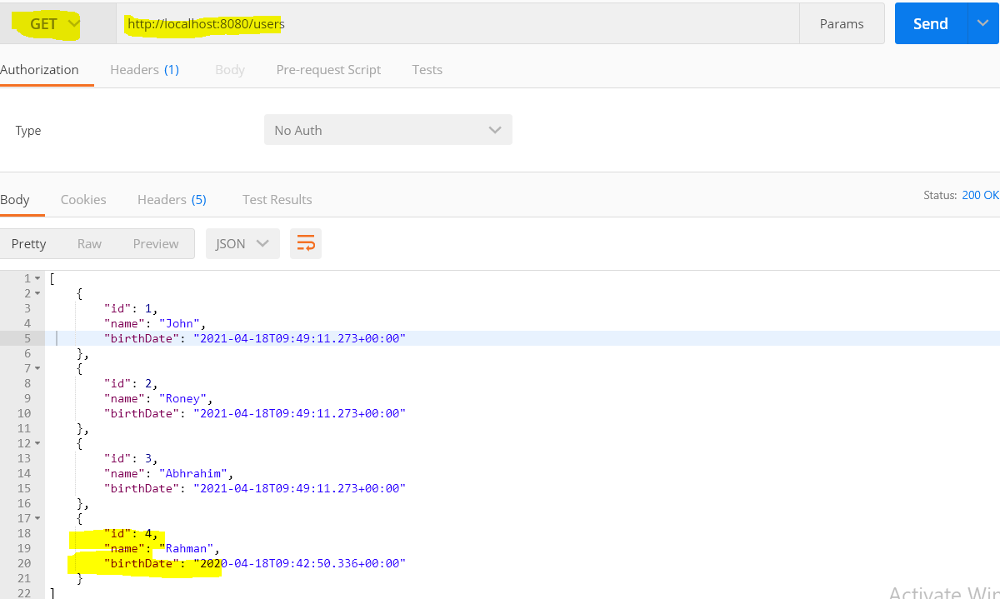 GET http://localhost:8080/users Params Send
Authorization Headers (1) Body Pre-request Script Tests
Type No Auth
Body Cookies Headers (5) Test Results Status: 200 OK
Pretty Raw Preview JSON
1 [
2 {
3 "id": 1,
4 "name": "John",
5 "birthDate": "2021-04-18T09:49:11.273+00:00"
6 },
7 {
8 "id": 2,
9 "name": "Roney",
10 "birthDate": "2021-04-18T09:49:11.273+00:00"
11 },
12 {
13 "id": 3,
14 "name": "Abhrahim",
15 "birthDate": "2021-04-18T09:49:11.273+00:00"
16 },
17 {
18 "id": 4,
19 "name": "Rahman",
20 "birthDate": "2020-04-18T09:42:50.336+00:00"
21 }
22 ]
Activate Win